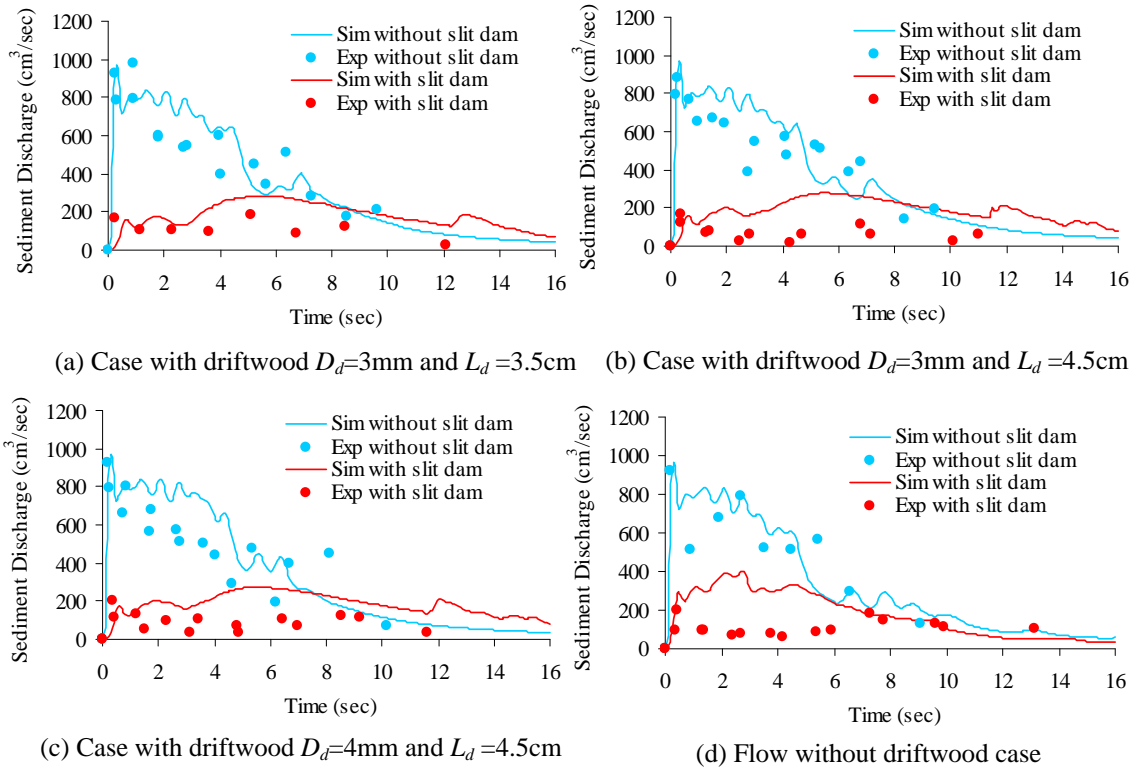 1200
1000
800
600
400
200
0
Sediment Discharge (cm³/sec)
0 2 4 6 8 10 12 14 16
Time (sec)
Sim without slit dam
Exp without slit dam
Sim with slit dam
Exp with slit dam
(a) Case with driftwood Dd=3mm and Ld =3.5cm
1200
1000
800
600
400
200
0
Sediment Discharge (cm³/sec)
0 2 4 6 8 10 12 14 16
Time (sec)
Sim without slit dam
Exp without slit dam
Sim with slit dam
Exp with slit dam
(b) Case with driftwood Dd=3mm and Ld =4.5cm
1200
1000
800
600
400
200
0
Sediment Discharge (cm³/sec)
0 2 4 6 8 10 12 14 16
Time (sec)
Sim without slit dam
Exp without slit dam
Sim with slit dam
Exp with slit dam
(c) Case with driftwood Dd=4mm and Ld =4.5cm
1200
1000
800
600
400
200
0
Sediment Discharge (cm³/sec)
0 2 4 6 8 10 12 14 16
Time (sec)
Sim without slit dam
Exp without slit dam
Sim with slit dam
Exp with slit dam
(d) Flow without driftwood case